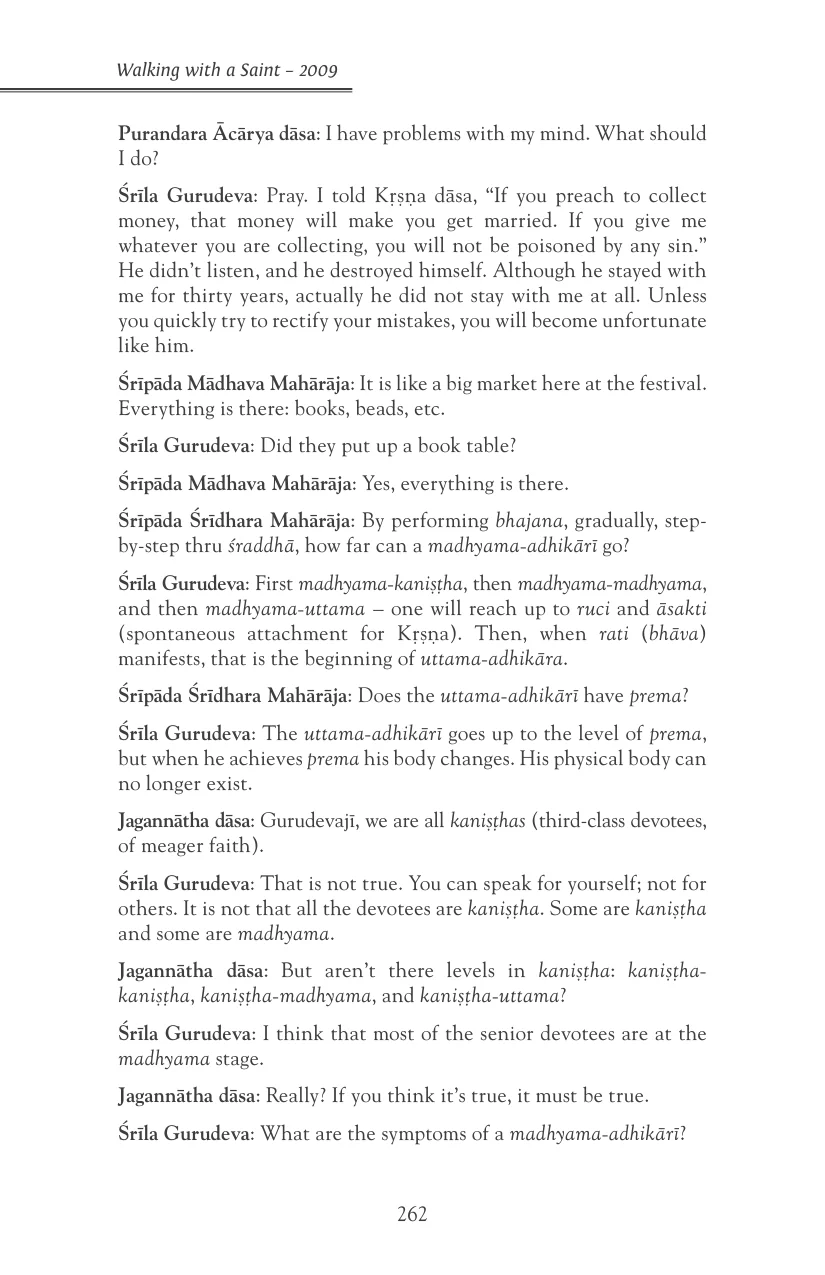 Walking with a Saint – 2009
Purandara Ācārya dāsa: I have problems with my mind. What should
I do?
Śrīla Gurudeva: Pray. I told Kṛṣṇa dāsa, “If you preach to collect
money, that money will make you get married. If you give me
whatever you are collecting, you will not be poisoned by any sin.”
He didn’t listen, and he destroyed himself. Although he stayed with
me for thirty years, actually he did not stay with me at all. Unless
you quickly try to rectify your mistakes, you will become unfortunate
like him.
Śrīpāda Mādhava Mahārāja: It is like a big market here at the festival.
Everything is there: books, beads, etc.
Śrīla Gurudeva: Did they put up a book table?
Śrīpāda Mādhava Mahārāja: Yes, everything is there.
Śrīpāda Śrīdhara Mahārāja: By performing bhajana, gradually, step-
by-step thru śraddhā, how far can a madhyama-adhikārī go?
Śrīla Gurudeva: First madhyama-kaniṣṭha, then madhyama-madhyama,
and then madhyama-uttama – one will reach up to ruci and āsakti
(spontaneous attachment for Kṛṣṇa). Then, when rati (bhāva)
manifests, that is the beginning of uttama-adhikāra.
Śrīpāda Śrīdhara Mahārāja: Does the uttama-adhikārī have prema?
Śrīla Gurudeva: The uttama-adhikārī goes up to the level of prema,
but when he achieves prema his body changes. His physical body can
no longer exist.
Jagannātha dāsa: Gurudevajī, we are all kaniṣṭhas (third-class devotees,
of meager faith).
Śrīla Gurudeva: That is not true. You can speak for yourself; not for
others. It is not that all the devotees are kaniṣṭha. Some are kaniṣṭha
and some are madhyama.
Jagannātha dāsa: But aren’t there levels in kaniṣṭha: kaniṣṭha-
kaniṣṭha, kaniṣṭha-madhyama, and kaniṣṭha-uttama?
Śrīla Gurudeva: I think that most of the senior devotees are at the
madhyama stage.
Jagannātha dāsa: Really? If you think it’s true, it must be true.
Śrīla Gurudeva: What are the symptoms of a madhyama-adhikārī?
262